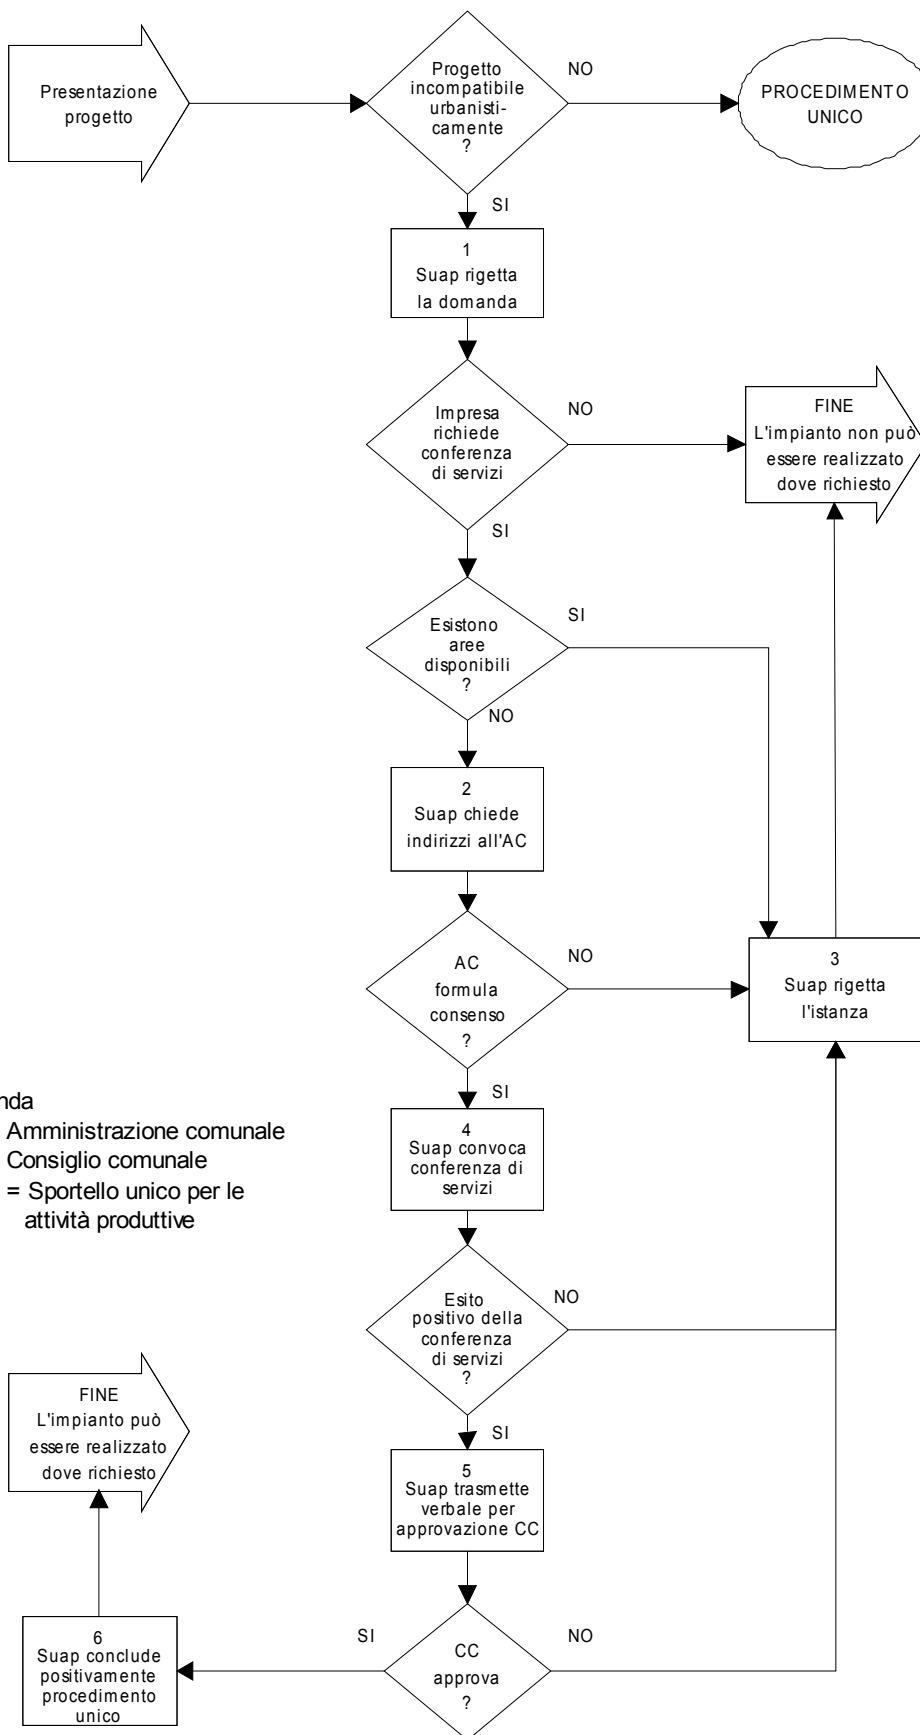 Presentazione
progetto
Progetto
incompatibile
urbanisti-
camente
?
NO
PROCEDIMENTO
UNICO
SI
1
Suap rigetta
la domanda
Impresa
richiede
conferenza
di servizi
NO
FINE
L'impianto non può
essere realizzato
dove richiesto
SI
Esistono
aree
disponibili
?
SI
NO
2
Suap chiede
indirizzi all'AC
AC
formula
consenso
?
NO
3
Suap rigetta
l'istanza
SI
nda
Amministrazione comunale
Consiglio comunale
= Sportello unico per le
attività produttive
4
Suap convoca
conferenza di
servizi
Esito
positivo della
conferenza
di servizi
?
NO
SI
FINE
L'impianto può
essere realizzato
dove richiesto
5
Suap trasmette
verbale per
approvazione CC
CC
approva
?
SI
NO
6
Suap conclude
positivamente
procedimento
unico